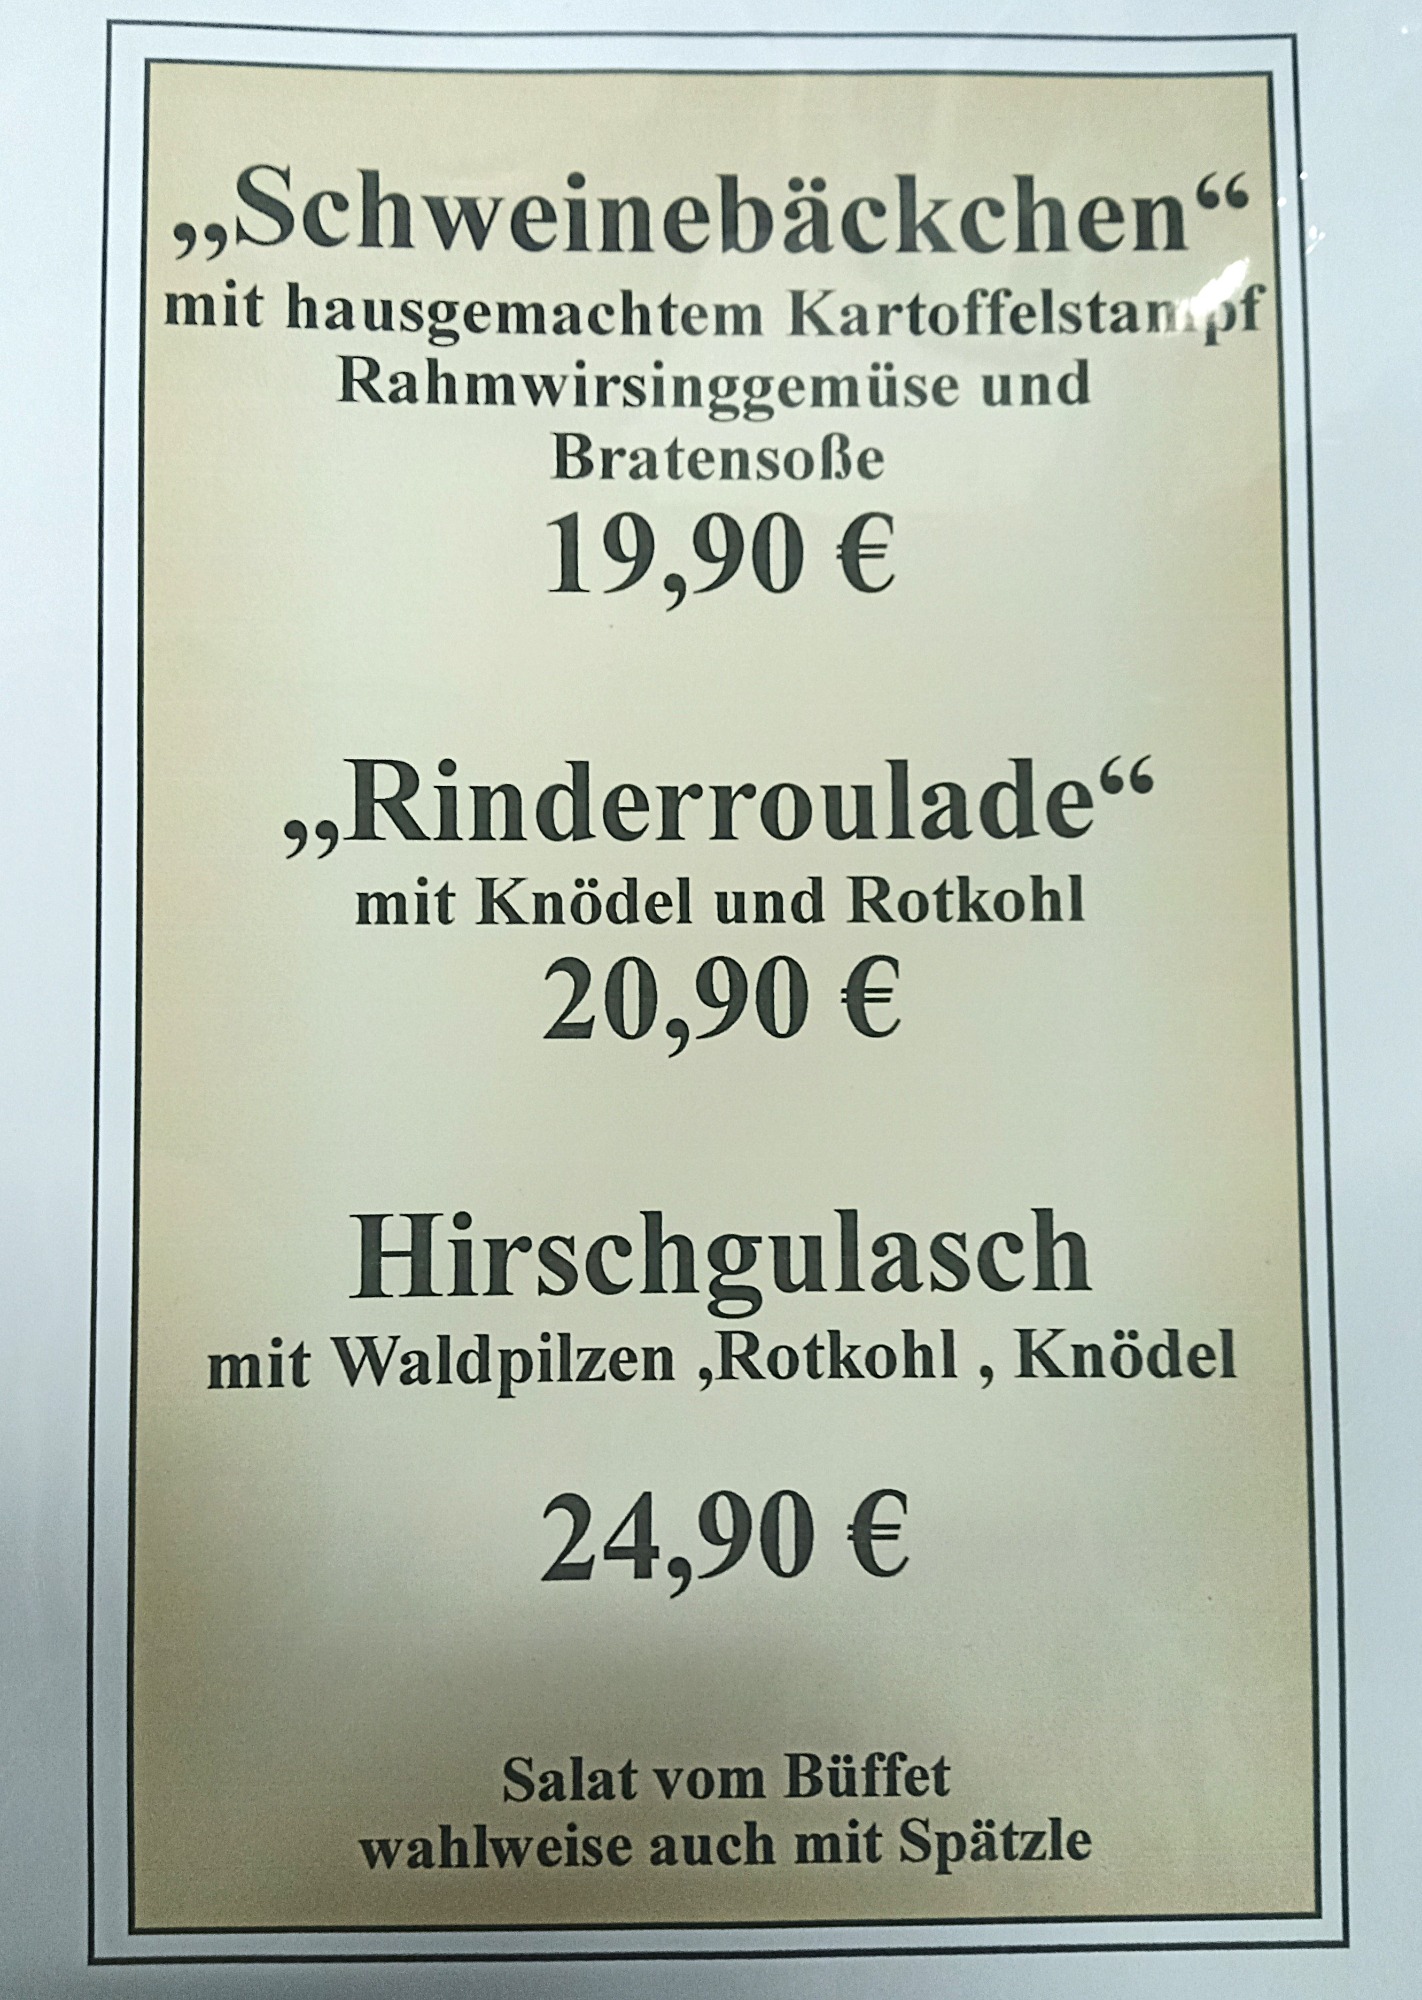 „Schweinebäckchen“
mit hausgemachtem Kartoffelstampf
Rahmwirsinggemüse und
Bratensoße
19,90 €
„Rinderroulade“
mit Knödel und Rotkohl
20,90 €
Hirschgulasch
mit Waldpilzen ,Rotkohl , Knödel
24,90 €
Salat vom Büffet
wahlweise auch mit Spätzle